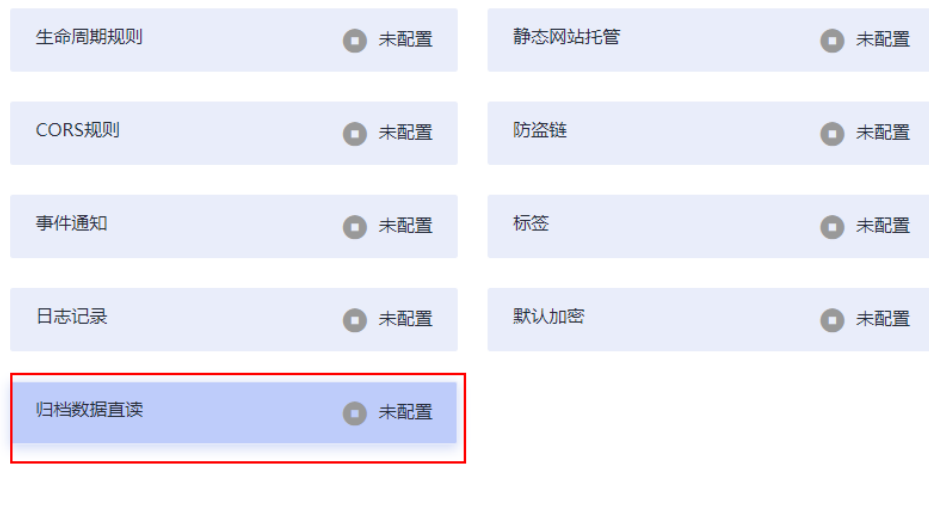 生命周期规则 未配置 静态网站托管 未配置
CORS规则 未配置 防盗链 未配置
事件通知 未配置 标签 未配置
日志记录 未配置 默认加密 未配置
归档数据直读 未配置